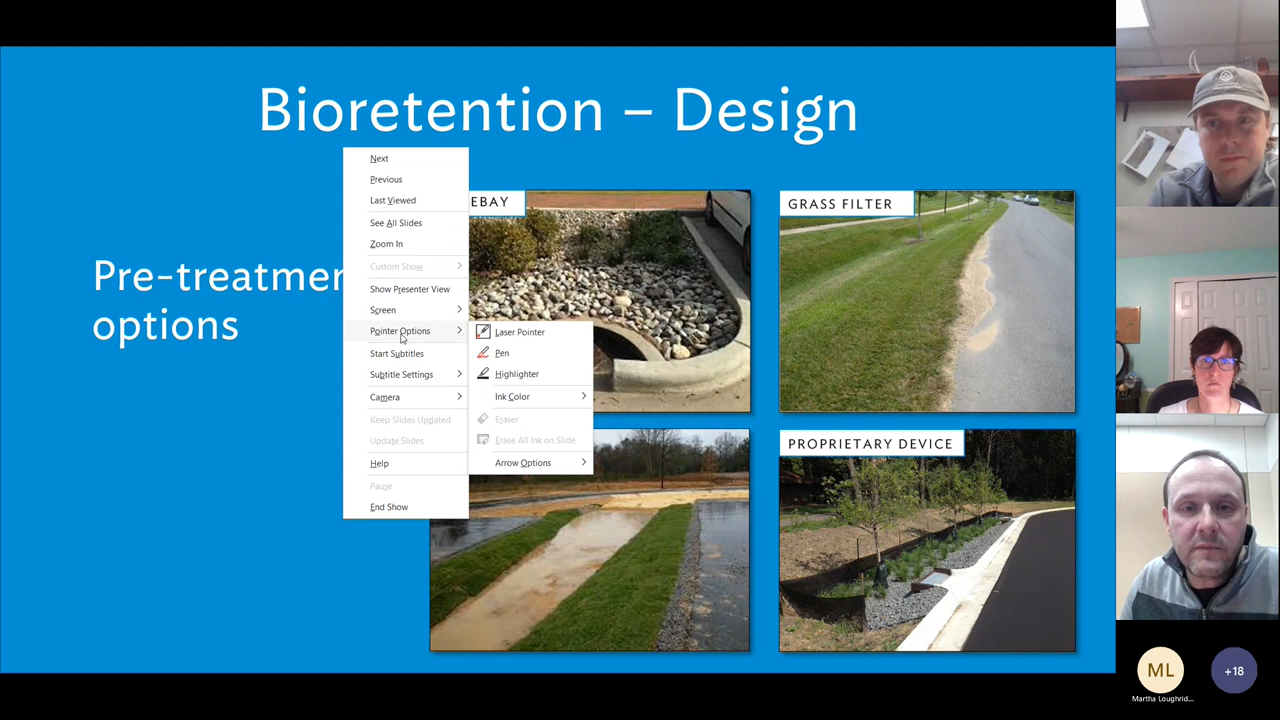 Bioretention – Design
Pre-treatmen
options
EBAY
GRASS FILTER
PROPRIETARY DEVICE
Next
Previous
Last Viewed
See All Slides
Zoom In
Custom Show
Show Presenter View
Screen
Pointer Options
Start Subtitles
Subtitle Settings
Camera
Keep Slides Updated
Update Slides
Help
Pause
End Show
Laser Pointer
Pen
Highlighter
Ink Color
Eraser
Erase All Ink on Slide
Arrow Options
ML
+18
Martha Loughrid...